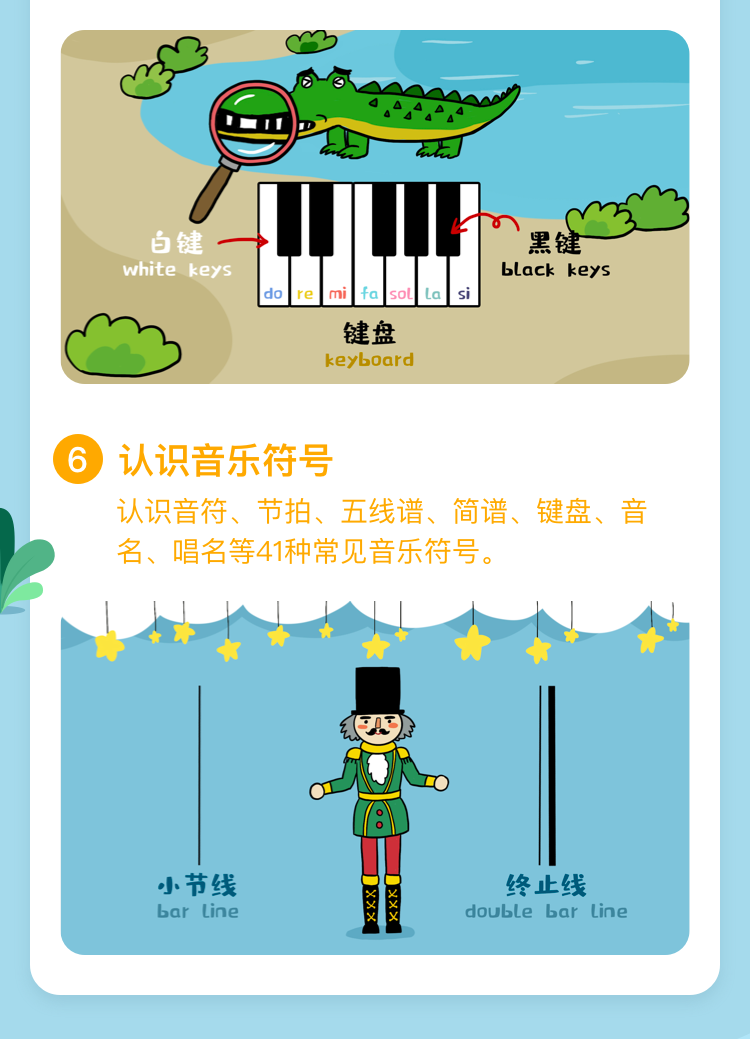 白键
white keys
黑键
black keys
do re mi fa sol la si
键盘
keyboard
6 认识音乐符号
认识音符、节拍、五线谱、简谱、键盘、音
名、唱名等41种常见音乐符号。
小节线
bar line
终止线
double bar line